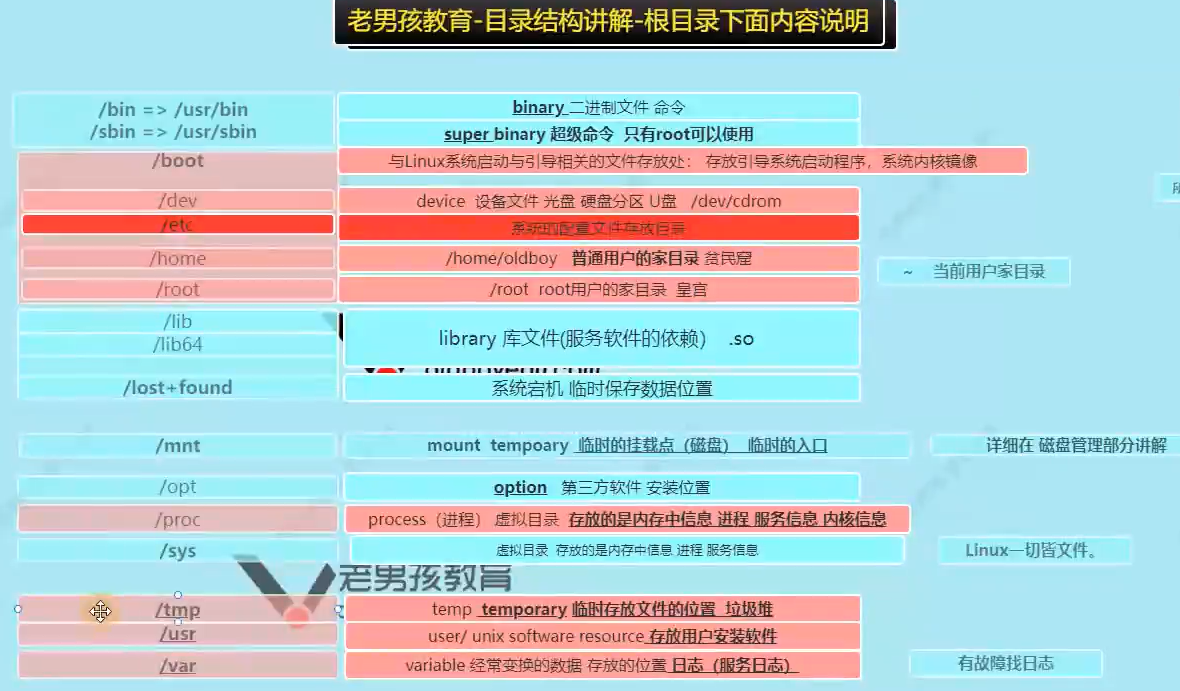 老男孩教育-目录结构讲解-根目录下面内容说明
/bin => /usr/bin
/sbin => /usr/sbin
binary 二进制文件 命令
super binary 超级命令 只有root可以使用
/boot
与Linux系统启动与引导相关的文件存放处： 存放引导系统启动程序，系统内核镜像
/dev
device 设备文件 光盘 硬盘分区 U盘 /dev/cdrom
/etc
系统的配置文件存放目录
/home
/home/oldboy 普通用户的家目录 贫民窟
~ 当前用户家目录
/root
/root root用户的家目录 皇宫
/lib
/lib64
library 库文件(服务软件的依赖) .so
/lost+found
系统宕机 临时保存数据位置
/mnt
mount tempoary 临时的挂载点（磁盘） 临时的入口
详细在 磁盘管理部分讲解
/opt
option 第三方软件 安装位置
/proc
process（进程） 虚拟目录 存放的是内存中信息 进程 服务信息 内核信息
/sys
虚拟目录 存放的是内存中信息 进程 服务信息
Linux一切皆文件。
老男孩教育
/tmp
temp temporary 临时存放文件的位置 垃圾堆
/usr
user/ unix software resource 存放用户安装软件
/var
variable 经常变换的数据 存放的位置 日志（服务日志）
有故障找日志